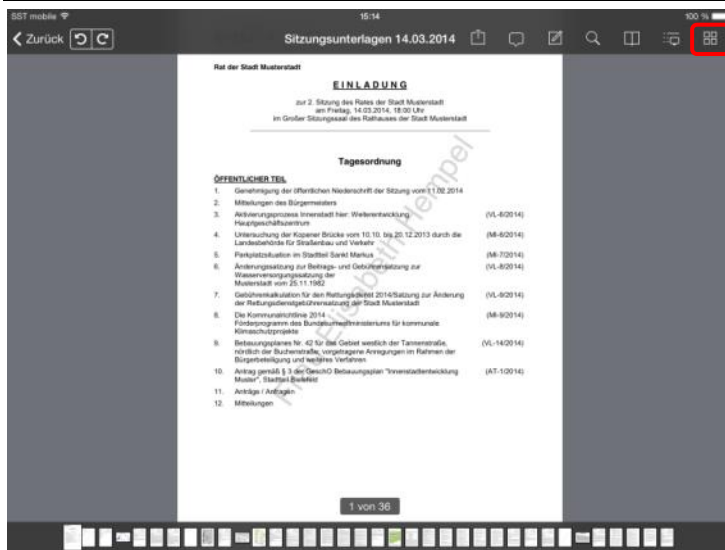 SST mobile 15:14 100 %
Zurück Sitzungsunterlagen 14.03.2014
Rat der Stadt Musterstadt
EINLADUNG
zur 2. Sitzung des Rates der Stadt Musterstadt
am Freitag, 14.03.2014, 18:00 Uhr
im Großer Sitzungssaal des Rathauses der Stadt Musterstadt
Tagesordnung
ÖFFENTLICHER TEIL
1. Genehmigung der öffentlichen Niederschrift der Sitzung vom 11.02.2014
2. Mitteilungen des Bürgermeisters
3. Aktivierungsprozess Innenstadt hier: Weiterentwicklung (VL-6/2014)
Hauptgeschäftszentrum
4. Untersuchung der Kopener Brücke vom 10.10. bis 20.12.2013 durch die (MI-6/2014)
Landesbehörde für Straßenbau und Verkehr
5. Parkplatzsituation im Stadtteil Sankt Markus (MI-7/2014)
6. Änderungssatzung zur Beitrags- und Gebührensatzung zur (VL-8/2014)
Wasserversorgungssatzung der
Musterstadt vom 25.11.1982
7. Gebührenkalkulation für den Rettungsdienst 2014/Satzung zur Änderung (VL-9/2014)
der Rettungsdienstgebührensatzung der Stadt Musterstadt
8. Die Kommunalrichtlinie 2014 (MI-9/2014)
Förderprogramm des Bundesumweltministeriums für kommunale
Klimaschutzprojekte
9. Bebauungsplanes Nr. 42 für das Gebiet westlich der Tannenstraße, (VL-14/2014)
nördlich der Buchenstraße, vorgetragene Anregungen im Rahmen der
Bürgerbeteiligung und weiteres Verfahren
10. Antrag gemäß § 3 der GeschO Bebauungsplan "Innenstadtentwicklung (AT-1/2014)
Muster", Stadtteil Bielefeld
11. Anträge / Anfragen
12. Mitteilungen
Frau Elisabeth Hempel
1 von 36